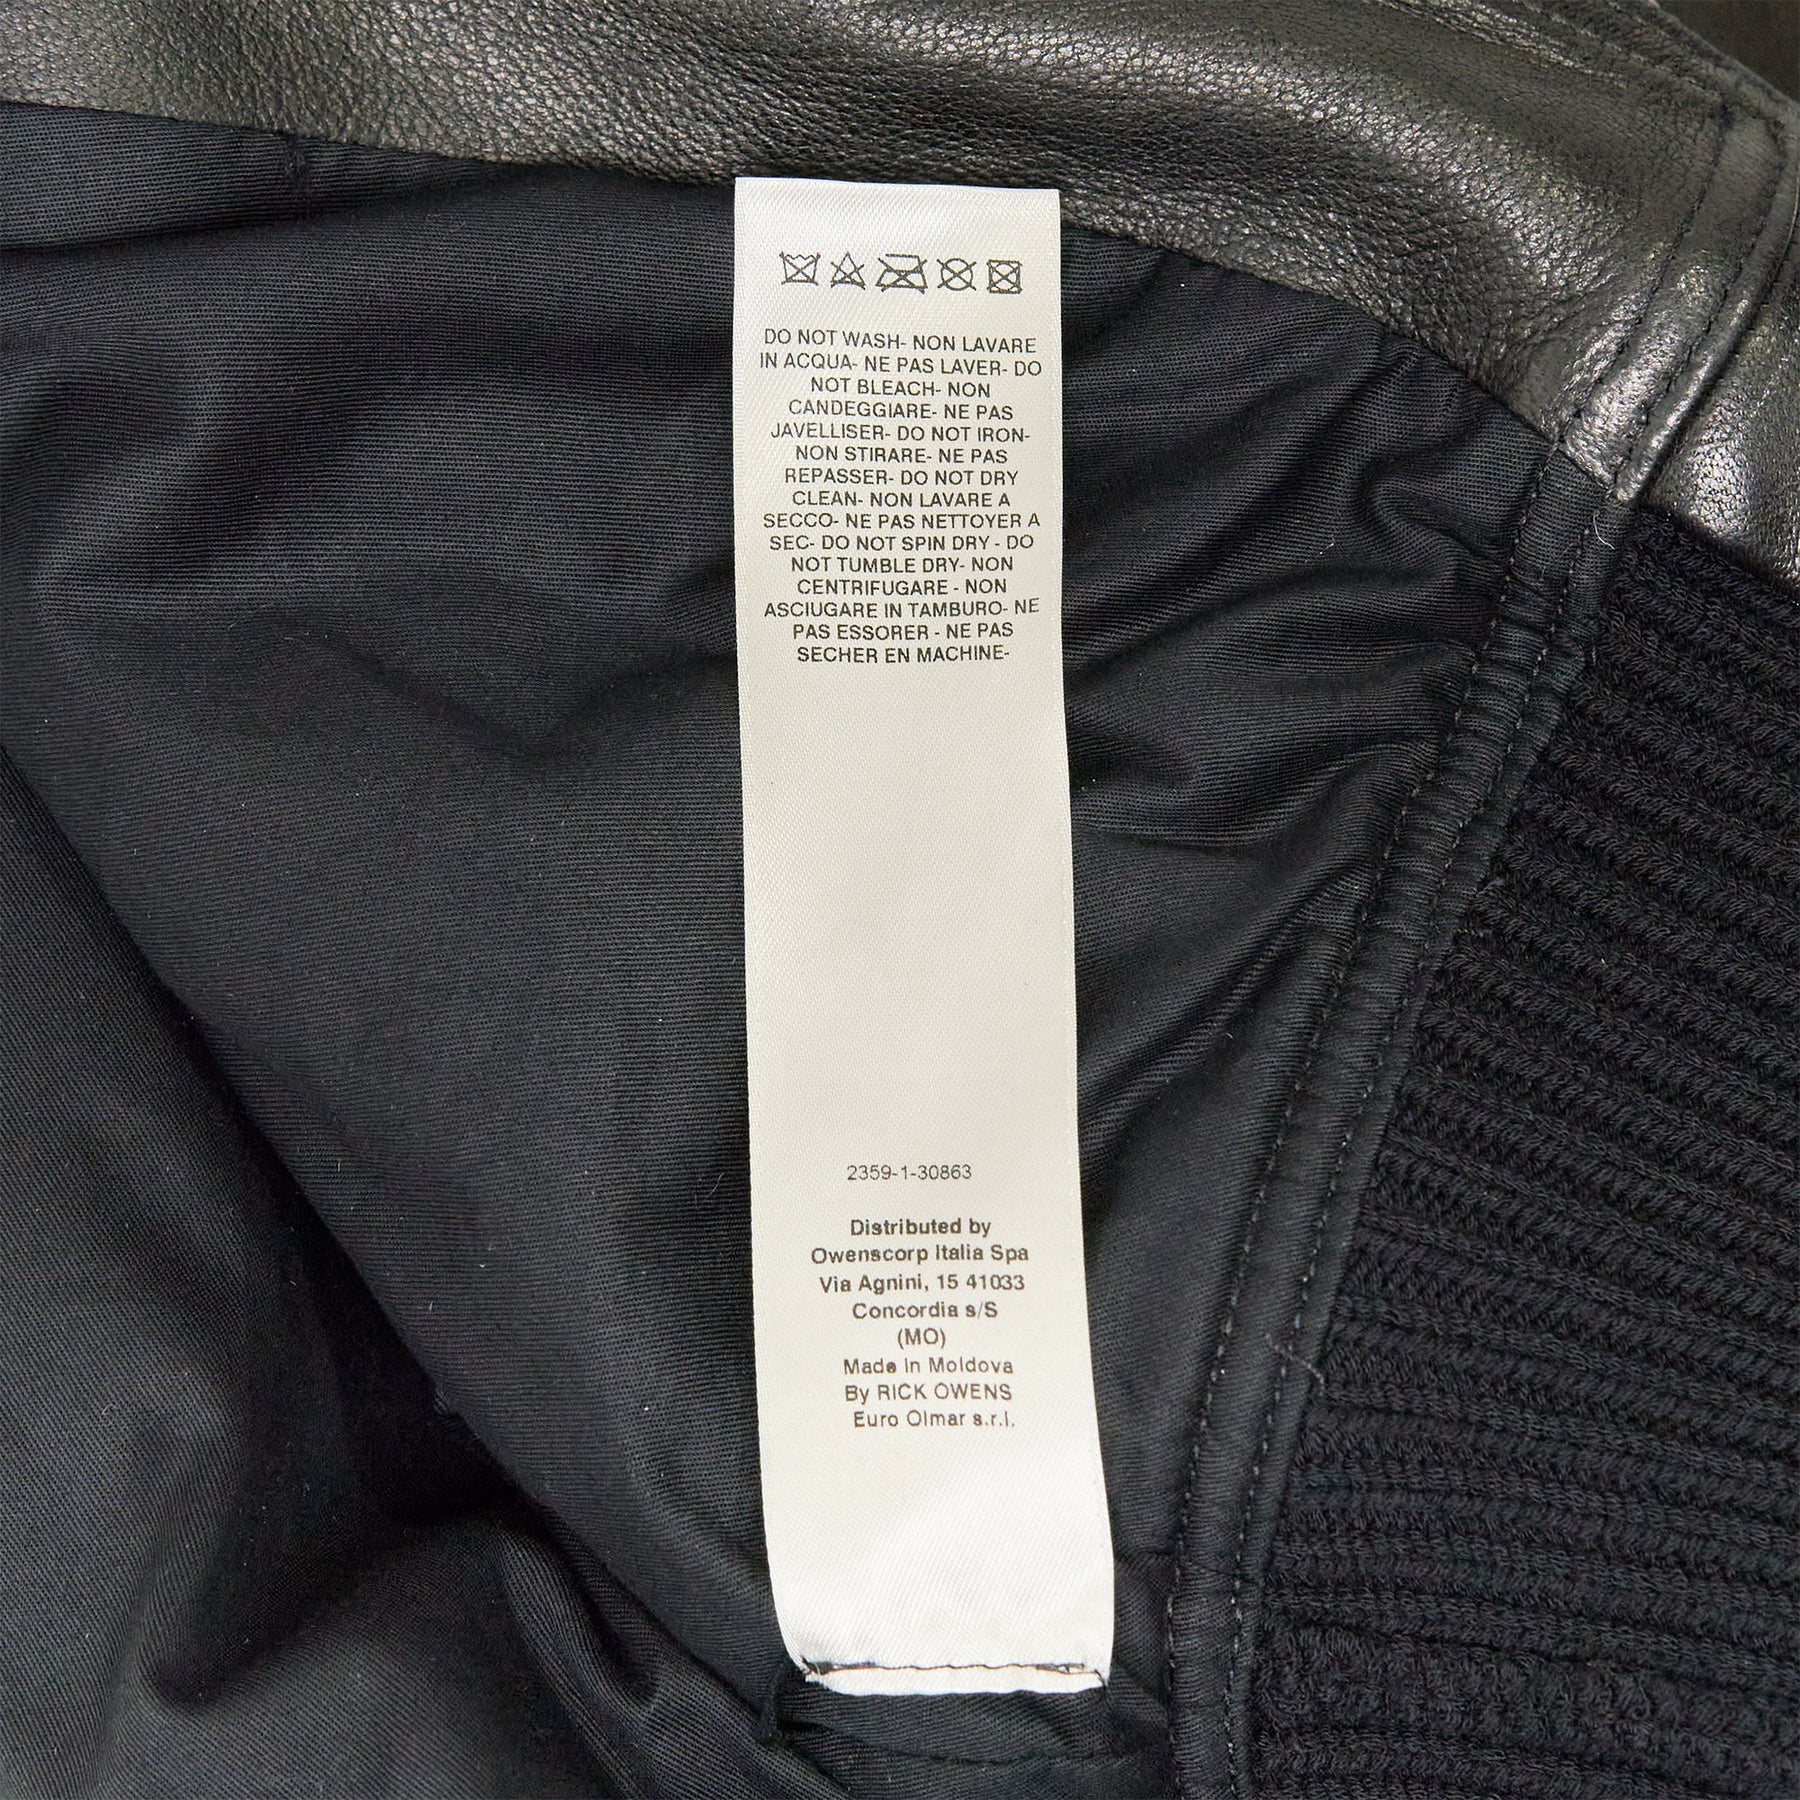 DO NOT WASH- NON LAVARE
IN ACQUA- NE PAS LAVER- DO
NOT BLEACH- NON
CANDEGGIARE- NE PAS
JAVELLISER- DO NOT IRON-
NON STIRARE- NE PAS
REPASSER- DO NOT DRY
CLEAN- NON LAVARE A
SECCO- NE PAS NETTOYER A
SEC- DO NOT SPIN DRY - DO
NOT TUMBLE DRY- NON
CENTRIFUGARE - NON
ASCIUGARE IN TAMBURO- NE
PAS ESSORER - NE PAS
SECHER EN MACHINE-
2359-1-30863
Distributed by
Owenscorp Italia Spa
Via Agnini, 15 41033
Concordia s/S
(MO)
Made in Moldova
By RICK OWENS
Euro Olmar s.r.l.